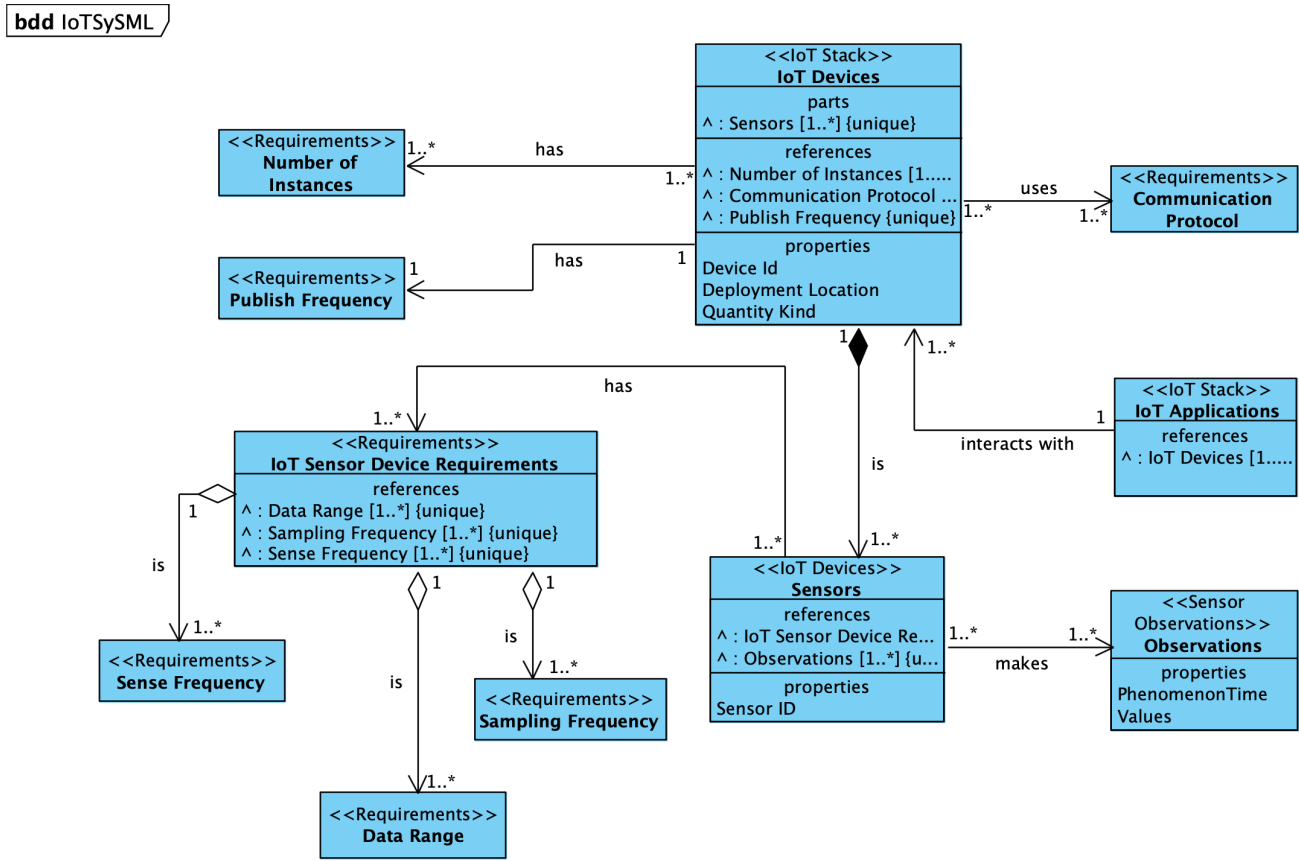 bdd IoTSySML
<<IoT Stack>>
IoT Devices
parts
^ : Sensors [1..*] {unique}
references
^ : Number of Instances [1.....
^ : Communication Protocol ...
^ : Publish Frequency {unique}
properties
Device Id
Deployment Location
Quantity Kind
<<Requirements>>
Number of
Instances
1..*
has
1..*
<<Requirements>>
Publish Frequency
1
has
1
uses
1..*
1..*
<<Requirements>>
Communication
Protocol
1
1..*
<<IoT Stack>>
IoT Applications
references
^ : IoT Devices [1.....
1
interacts with
has
1..*
<<Requirements>>
IoT Sensor Device Requirements
references
^ : Data Range [1..*] {unique}
^ : Sampling Frequency [1..*] {unique}
^ : Sense Frequency [1..*] {unique}
is
1..*
1..*
<<IoT Devices>>
Sensors
references
^ : IoT Sensor Device Re...
^ : Observations [1..*] {u...
properties
Sensor ID
1..*
1..*
makes
<<Sensor
Observations>>
Observations
properties
PhenomenonTime
Values
1
is
1..*
<<Requirements>>
Sense Frequency
1
is
1..*
<<Requirements>>
Data Range
1
is
1..*
<<Requirements>>
Sampling Frequency